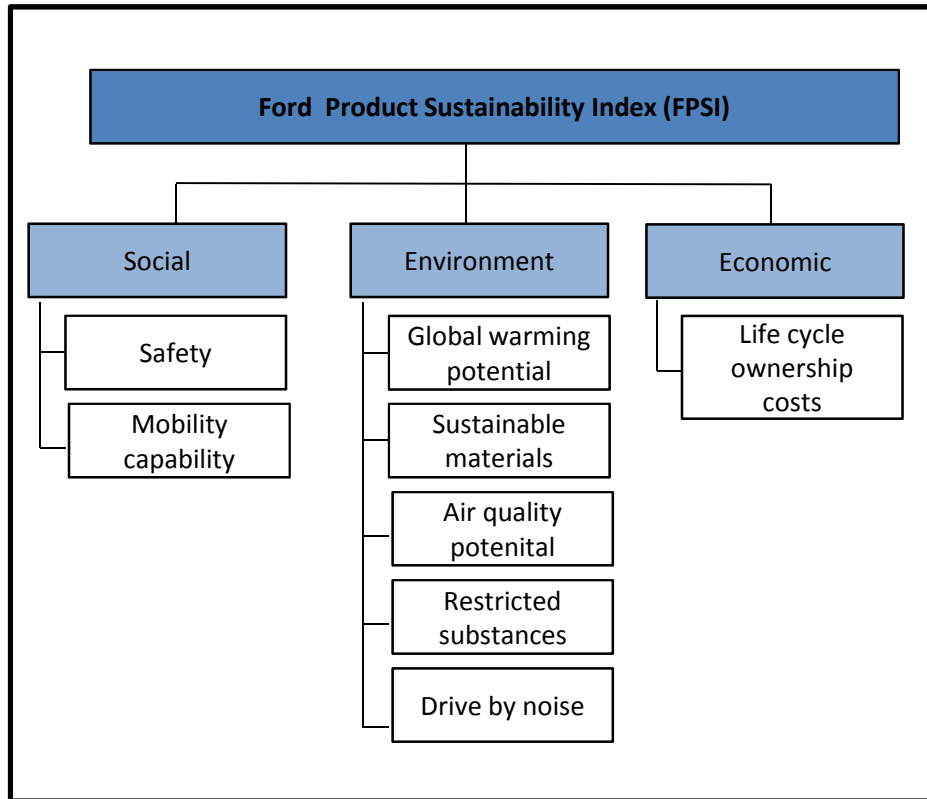 Ford  Product Sustainability Index (FPSI)
Social
Safety
Mobility
capability
Environment
Global warming
potential
Sustainable
materials
Air quality
potenital
Restricted
substances
Drive by noise
Economic
Life cycle
ownership
costs